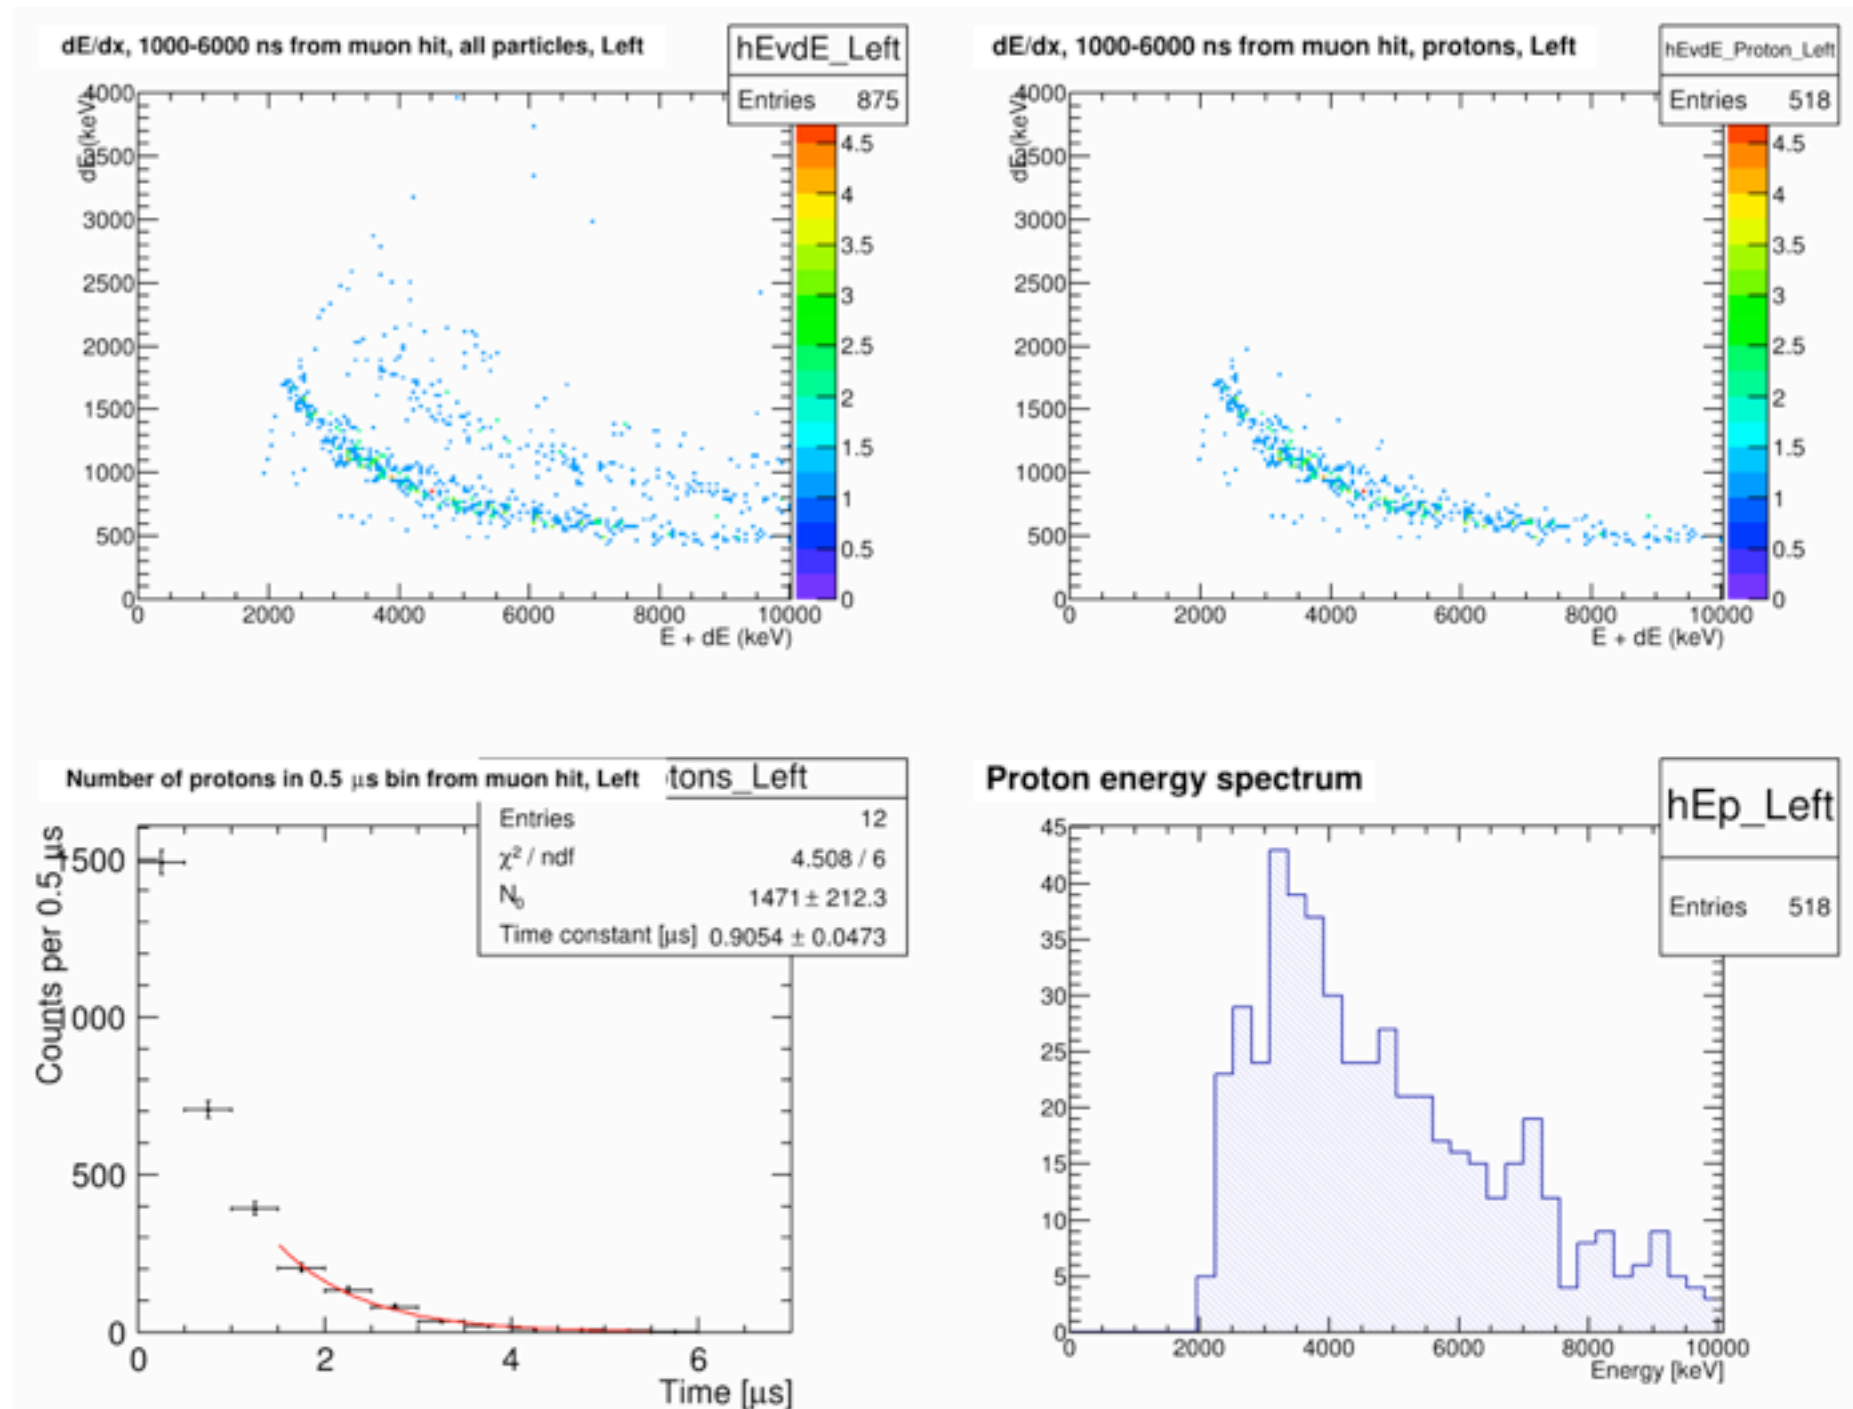 dE/dx, 1000-6000 ns from muon hit, all particles, Left
hEvdE_Left
Entries 875
dE (keV)
4000
3500
3000
2500
2000
1500
1000
500
0
0 2000 4000 6000 8000 10000
E + dE (keV)
4.5
4
3.5
3
2.5
2
1.5
1
0.5
0
dE/dx, 1000-6000 ns from muon hit, protons, Left
hEvdE_Proton_Left
Entries 518
dE (keV)
4000
3500
3000
2500
2000
1500
1000
500
0
0 2000 4000 6000 8000 10000
E + dE (keV)
4.5
4
3.5
3
2.5
2
1.5
1
0.5
0
Number of protons in 0.5 μs bin from muon hit, Left
tons_Left
Entries 12
χ² / ndf 4.508 / 6
N₀ 1471 ± 212.3
Time constant [μs] 0.9054 ± 0.0473
Counts per 0.5 μs
1500
1000
500
0
0 2 4 6
Time [μs]
Proton energy spectrum
hEp_Left
Entries 518
45
40
35
30
25
20
15
10
5
0
0 2000 4000 6000 8000 10000
Energy [keV]